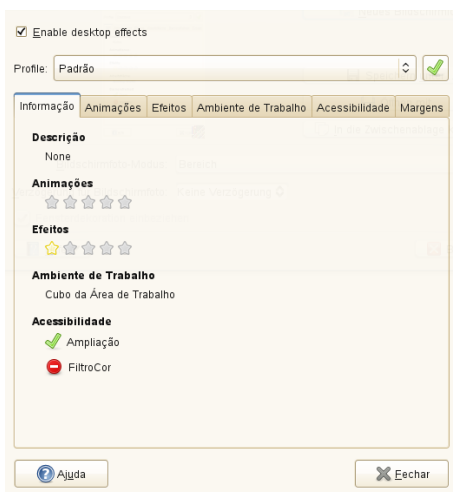 Enable desktop effects
Profile: Padrão
Informação Animações Efeitos Ambiente de Trabalho Acessibilidade Margens
Descrição
None
Animações
Efeitos
Ambiente de Trabalho
Cubo da Área de Trabalho
Acessibilidade
Ampliação
FiltroCor
Ajuda Fechar